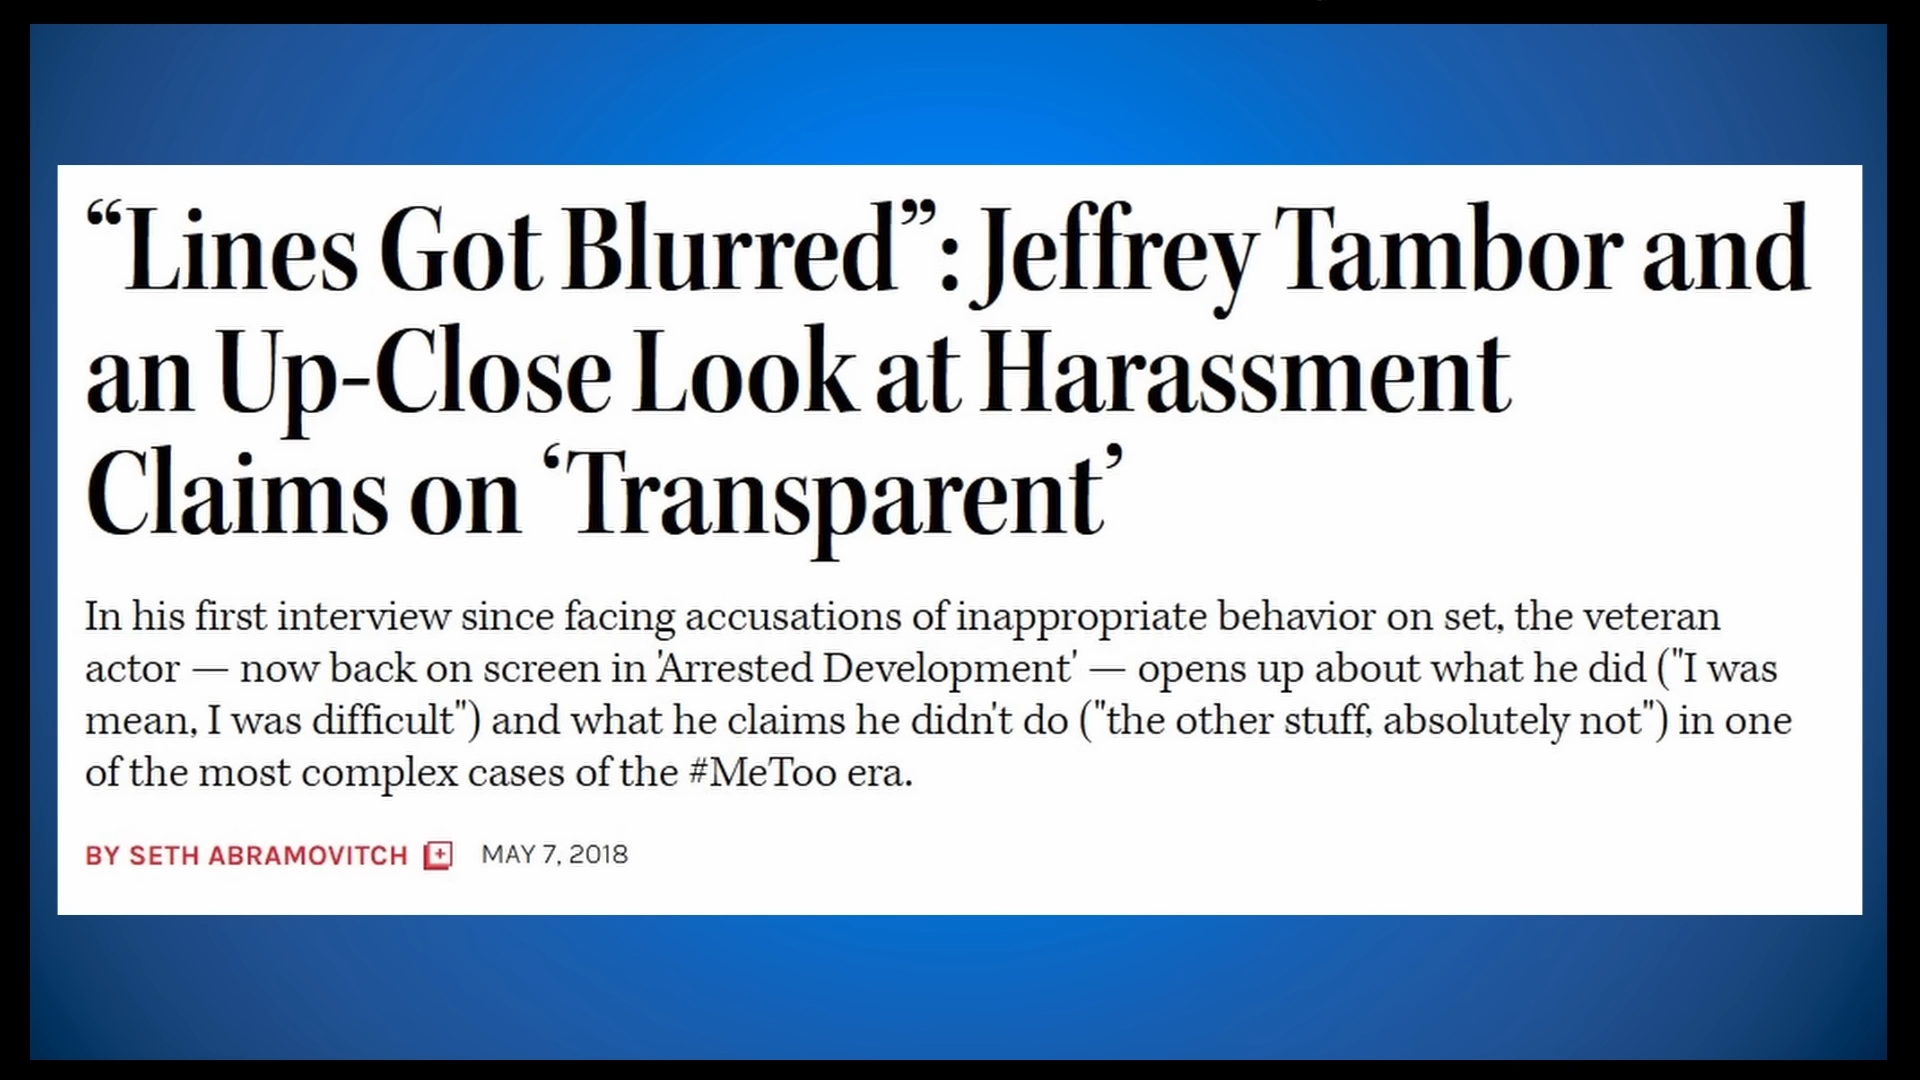 “Lines Got Blurred”: Jeffrey Tambor and
an Up-Close Look at Harassment
Claims on ‘Transparent’
In his first interview since facing accusations of inappropriate behavior on set, the veteran
actor — now back on screen in 'Arrested Development' — opens up about what he did ("I was
mean, I was difficult") and what he claims he didn't do ("the other stuff, absolutely not") in one
of the most complex cases of the #MeToo era.
BY SETH ABRAMOVITCH MAY 7, 2018